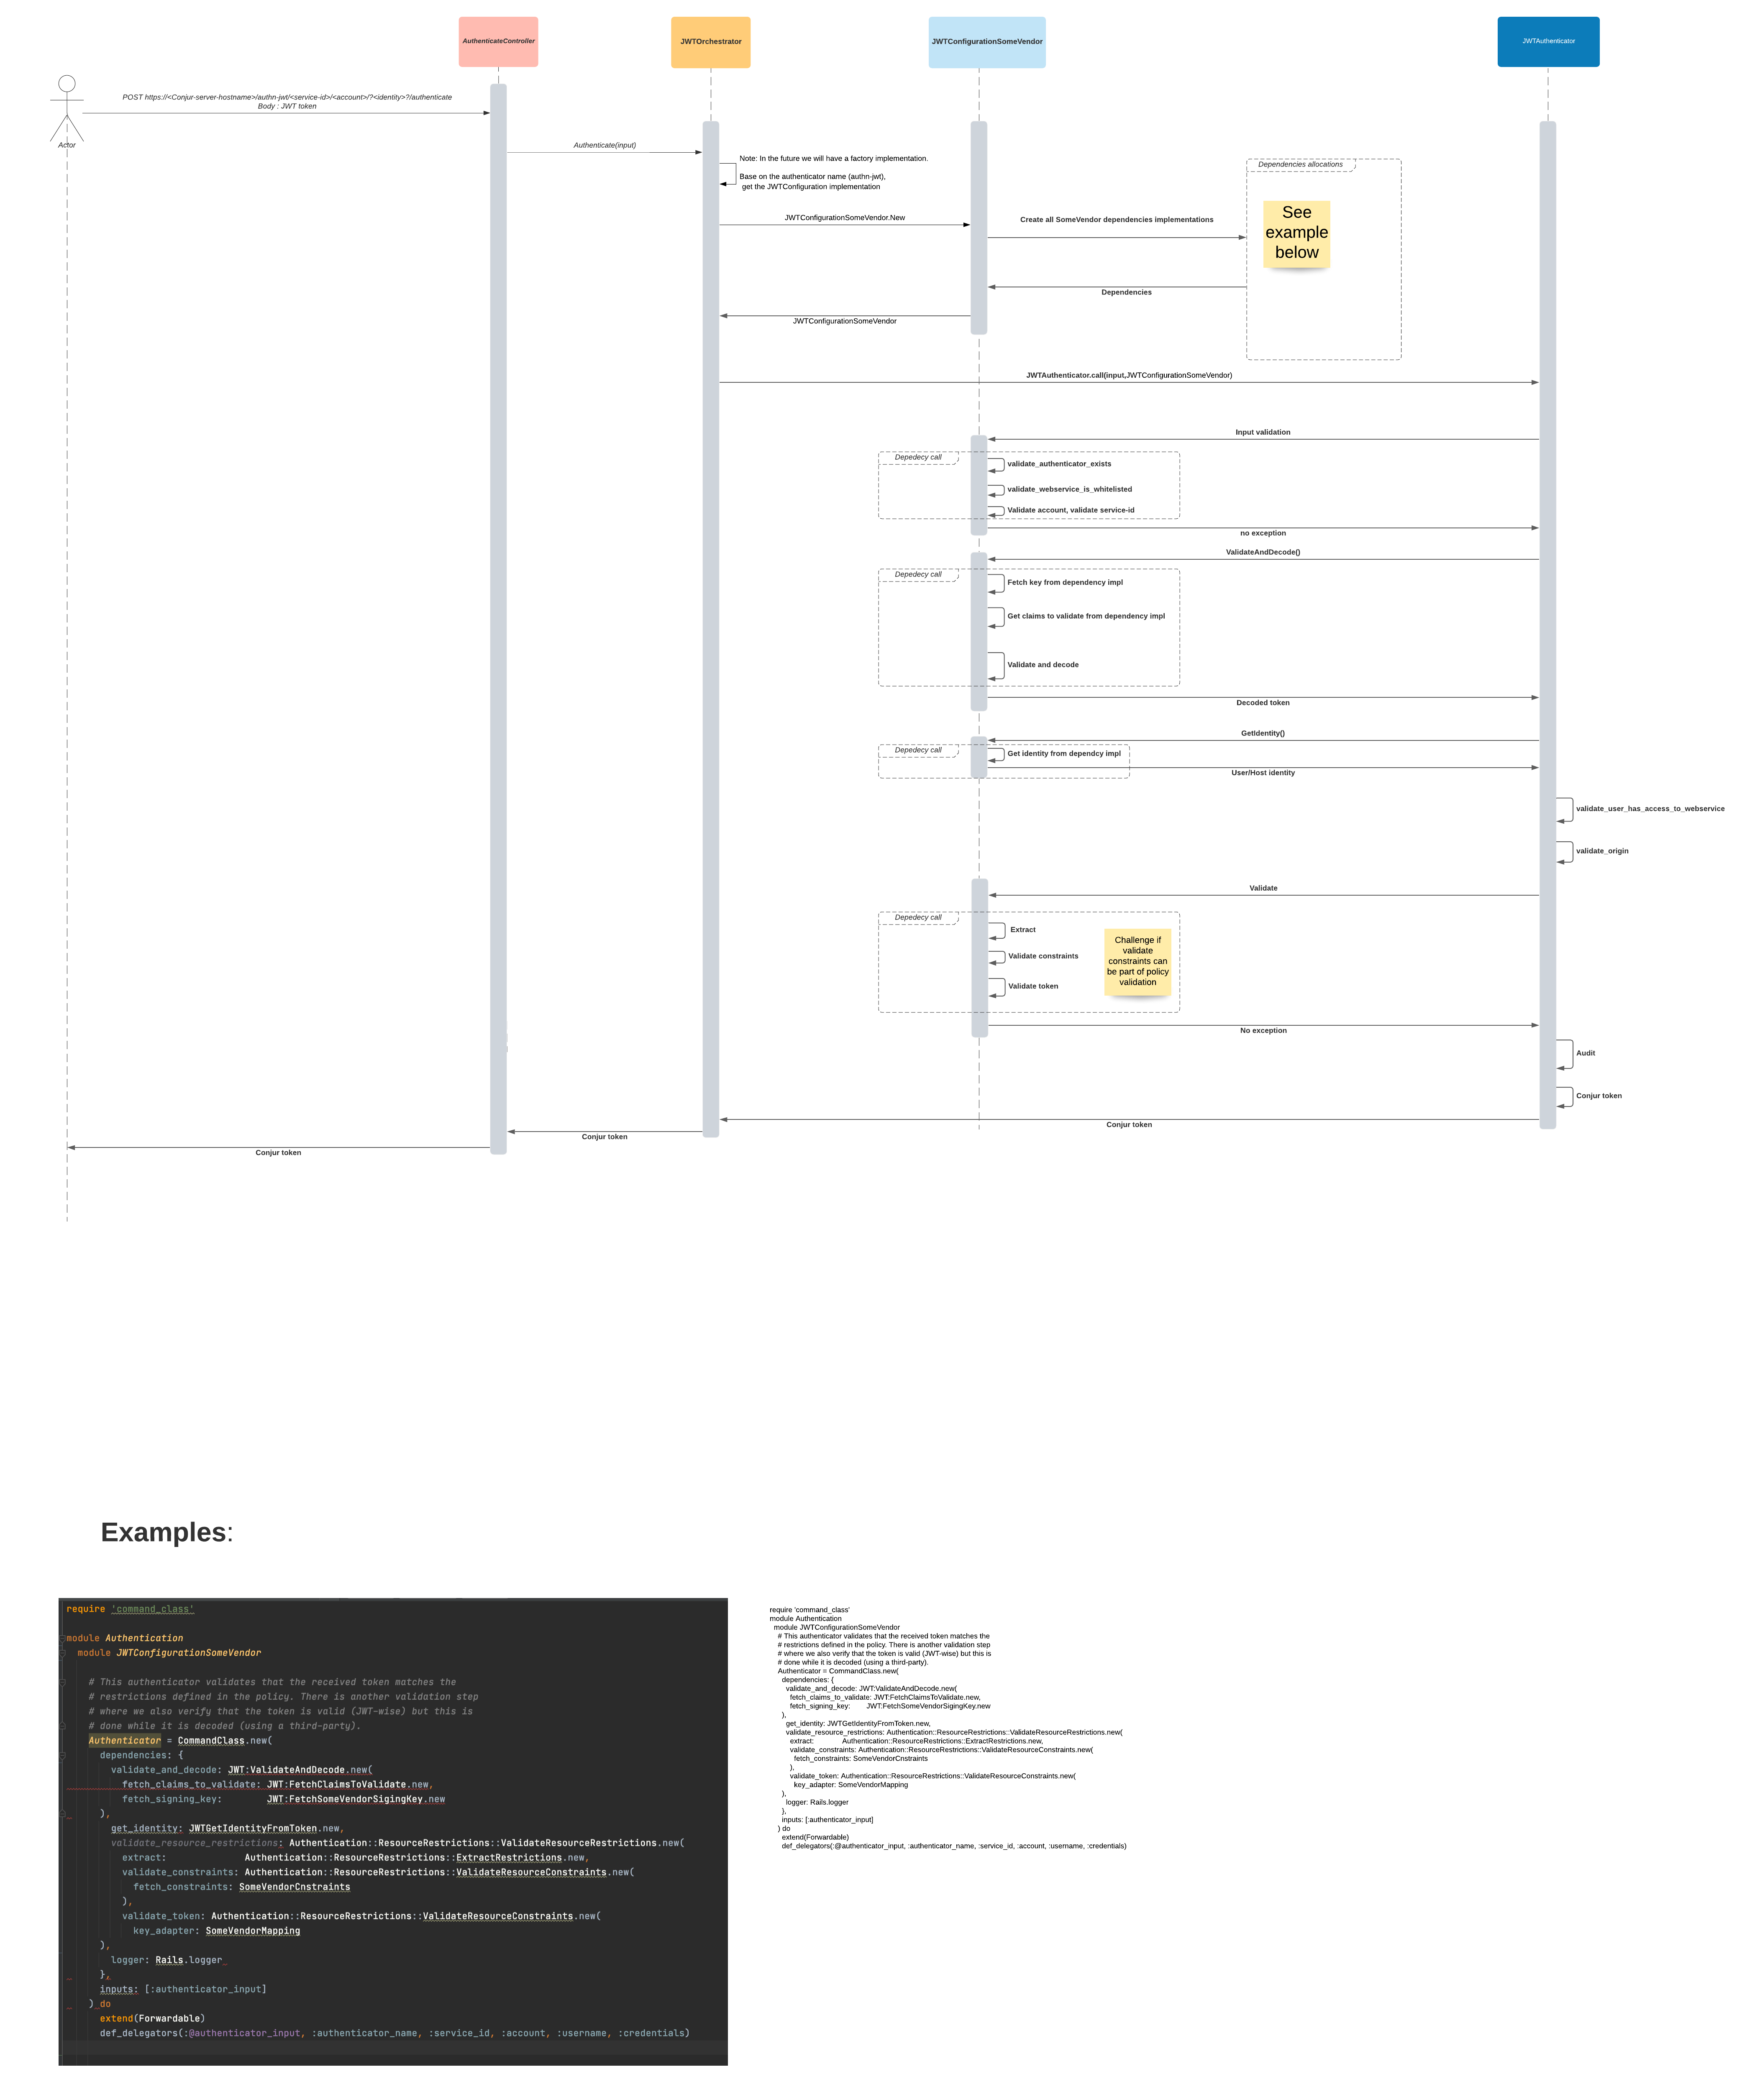 AuthenticateController
JWTOrchestrator
JWTConfigurationSomeVendor
JWTAuthenticator
POST https://<Conjur-server-hostname>/authn-jwt/<service-id>/<account>/?<identity>?/authenticate
Body : JWT token
Actor
Authenticate(input)
Note: In the future we will have a factory implementation.
Base on the authenticator name (authn-jwt),
get the JWTConfiguration implementation
Dependencies allocations
See
example
below
JWTConfigurationSomeVendor.New
Create all SomeVendor dependencies implementations
Dependencies
JWTConfigurationSomeVendor
JWTAuthenticator.call(input,JWTConfigurationSomeVendor)
Input validation
Depedecy call
validate_authenticator_exists
validate_webservice_is_whitelisted
Validate account, validate service-id
no exception
ValidateAndDecode()
Depedecy call
Fetch key from dependency impl
Get claims to validate from dependency impl
Validate and decode
Decoded token
GetIdentity()
Depedecy call
Get identity from dependcy impl
User/Host identity
validate_user_has_access_to_webservice
validate_origin
Validate
Depedecy call
Extract
Validate constraints
Validate token
Challenge if
validate
constraints can
be part of policy
validation
No exception
Audit
Conjur token
Conjur token
Conjur token
Conjur token
Examples:
require 'command_class'
module Authentication
module JWTConfigurationSomeVendor
# This authenticator validates that the received token matches the
# restrictions defined in the policy. There is another validation step
# where we also verify that the token is valid (JWT-wise) but this is
# done while it is decoded (using a third-party).
Authenticator = CommandClass.new(
dependencies: {
validate_and_decode: JWT:ValidateAndDecode.new(
fetch_claims_to_validate: JWT:FetchClaimsToValidate.new,
fetch_signing_key: JWT:FetchSomeVendorSigingKey.new
),
get_identity: JWTGetIdentityFromToken.new,
validate_resource_restrictions: Authentication::ResourceRestrictions::ValidateResourceRestrictions.new(
extract: Authentication::ResourceRestrictions::ExtractRestrictions.new,
validate_constraints: Authentication::ResourceRestrictions::ValidateResourceConstraints.new(
fetch_constraints: SomeVendorCnstraints
),
validate_token: Authentication::ResourceRestrictions::ValidateResourceConstraints.new(
key_adapter: SomeVendorMapping
),
logger: Rails.logger
},
inputs: [:authenticator_input]
) do
extend(Forwardable)
def_delegators(:@authenticator_input, :authenticator_name, :service_id, :account, :username, :credentials)
require 'command_class'
module Authentication
module JWTConfigurationSomeVendor
# This authenticator validates that the received token matches the
# restrictions defined in the policy. There is another validation step
# where we also verify that the token is valid (JWT-wise) but this is
# done while it is decoded (using a third-party).
Authenticator = CommandClass.new(
dependencies: {
validate_and_decode: JWT:ValidateAndDecode.new(
fetch_claims_to_validate: JWT:FetchClaimsToValidate.new,
fetch_signing_key: JWT:FetchSomeVendorSigingKey.new
),
get_identity: JWTGetIdentityFromToken.new,
validate_resource_restrictions: Authentication::ResourceRestrictions::ValidateResourceRestrictions.new(
extract: Authentication::ResourceRestrictions::ExtractRestrictions.new,
validate_constraints: Authentication::ResourceRestrictions::ValidateResourceConstraints.new(
fetch_constraints: SomeVendorCnstraints
),
validate_token: Authentication::ResourceRestrictions::ValidateResourceConstraints.new(
key_adapter: SomeVendorMapping
),
logger: Rails.logger
},
inputs: [:authenticator_input]
) do
extend(Forwardable)
def_delegators(:@authenticator_input, :authenticator_name, :service_id, :account, :username, :credentials)